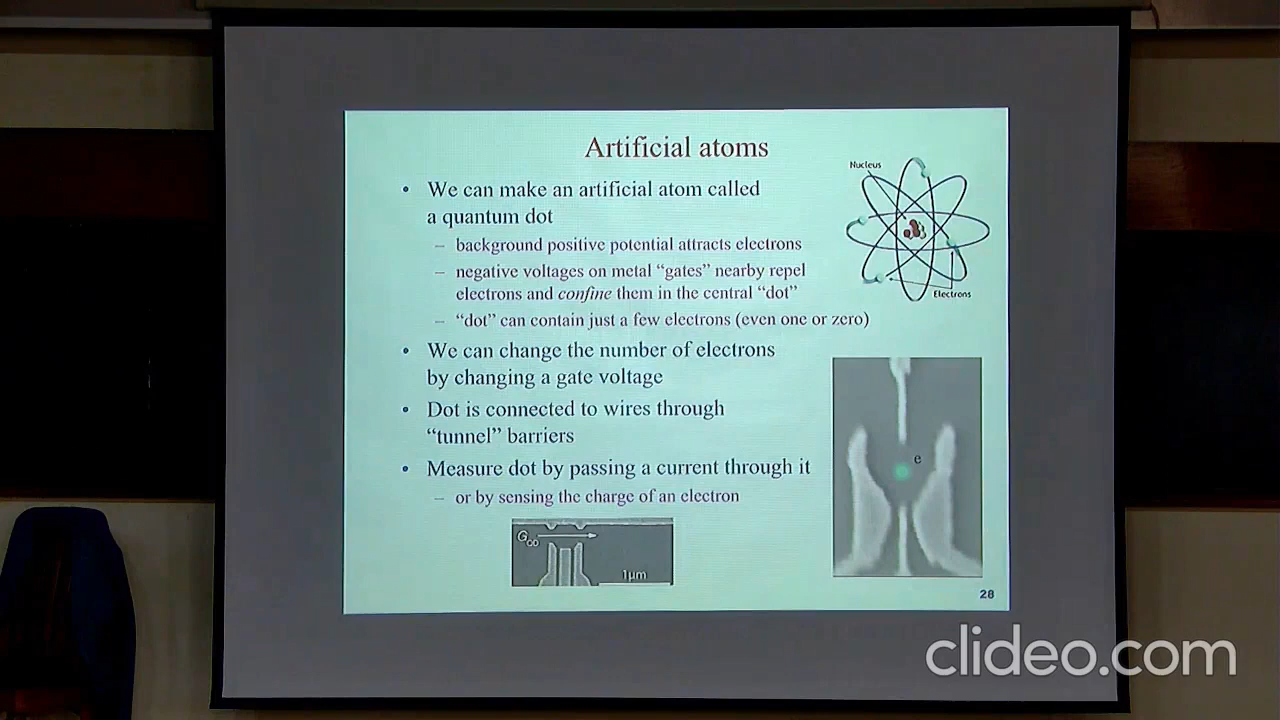 Artificial atoms
• We can make an artificial atom called
a quantum dot
– background positive potential attracts electrons
– negative voltages on metal “gates” nearby repel
electrons and confine them in the central “dot”
– “dot” can contain just a few electrons (even one or zero)
• We can change the number of electrons
by changing a gate voltage
• Dot is connected to wires through
“tunnel” barriers
• Measure dot by passing a current through it
– or by sensing the charge of an electron
Nucleus
Electrons
e
1μm
28
clideo.com